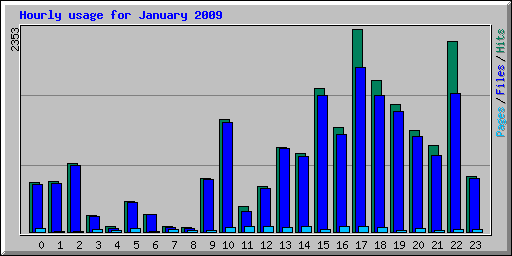 Hourly usage for January 2009
2353
Pages / Files / Hits
0 1 2 3 4 5 6 7 8 9 10 11 12 13 14 15 16 17 18 19 20 21 22 23